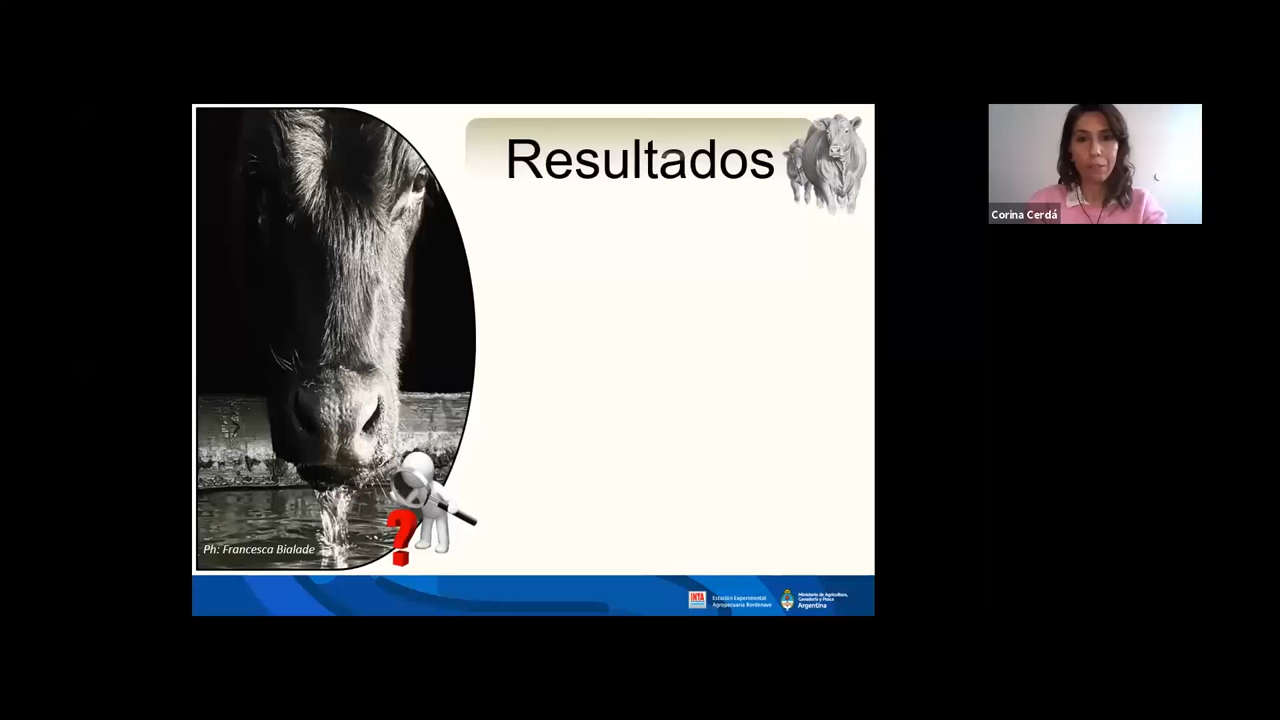 Resultados
Corina Cerdá
Ph: Francesca Bialade
INTA
Estación Experimental
Agropecuaria Bordenave
Ministerio de Agricultura,
Ganadería y Pesca
Argentina